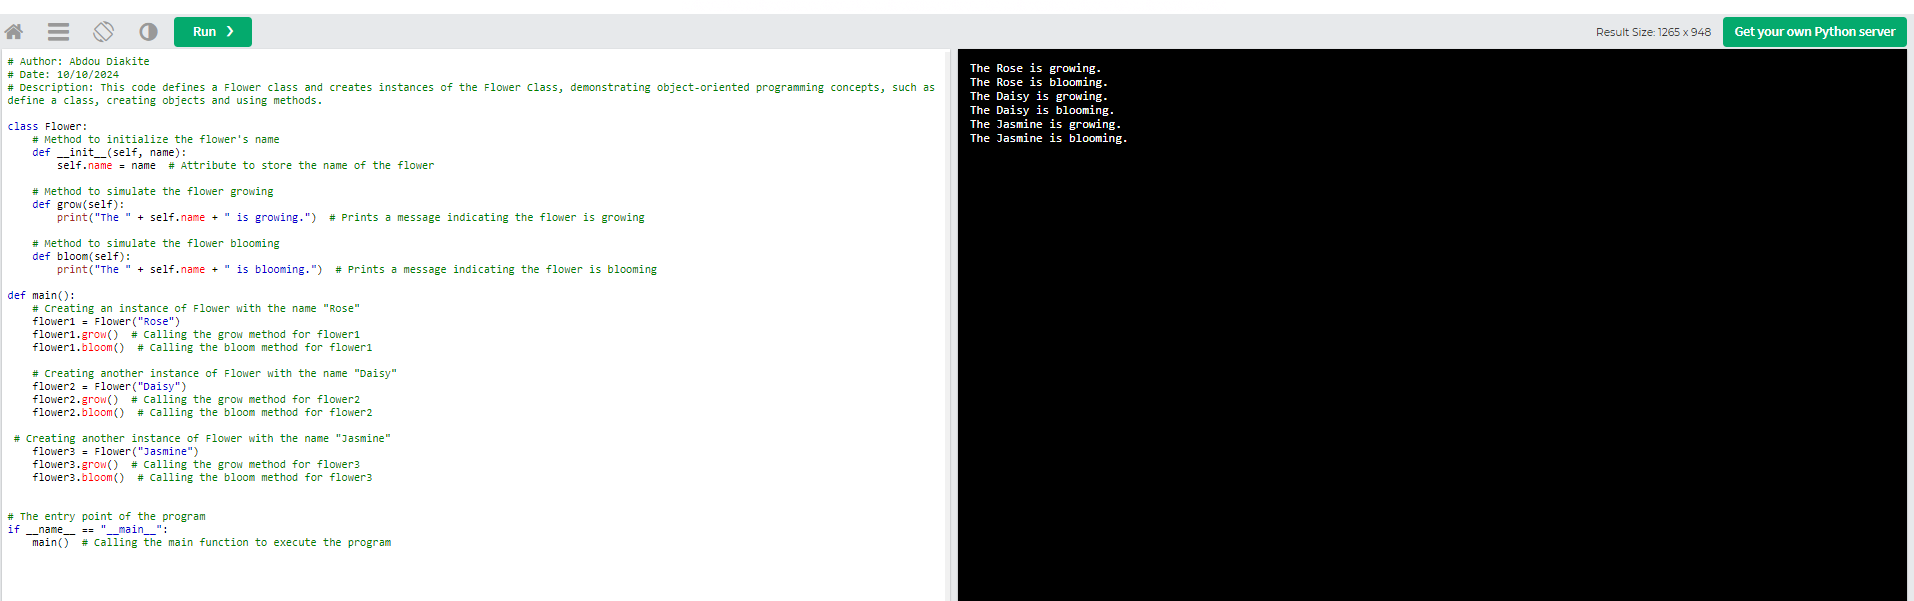 Run ❯
Result Size: 1265 x 948
Get your own Python server
# Author: Abdou Diakite
# Date: 10/10/2024
# Description: This code defines a Flower class and creates instances of the Flower Class, demonstrating object-oriented programming concepts, such as
define a class, creating objects and using methods.

class Flower:
    # Method to initialize the flower's name
    def __init__(self, name):
        self.name = name  # Attribute to store the name of the flower

    # Method to simulate the flower growing
    def grow(self):
        print("The " + self.name + " is growing.")  # Prints a message indicating the flower is growing

    # Method to simulate the flower blooming
    def bloom(self):
        print("The " + self.name + " is blooming.")  # Prints a message indicating the flower is blooming

def main():
    # Creating an instance of Flower with the name "Rose"
    flower1 = Flower("Rose")
    flower1.grow()  # Calling the grow method for flower1
    flower1.bloom()  # Calling the bloom method for flower1

    # Creating another instance of Flower with the name "Daisy"
    flower2 = Flower("Daisy")
    flower2.grow()  # Calling the grow method for flower2
    flower2.bloom()  # Calling the bloom method for flower2

 # Creating another instance of Flower with the name "Jasmine"
    flower3 = Flower("Jasmine")
    flower3.grow()  # Calling the grow method for flower3
    flower3.bloom()  # Calling the bloom method for flower3


# The entry point of the program
if __name__ == "__main__":
    main()  # Calling the main function to execute the program
The Rose is growing.
The Rose is blooming.
The Daisy is growing.
The Daisy is blooming.
The Jasmine is growing.
The Jasmine is blooming.